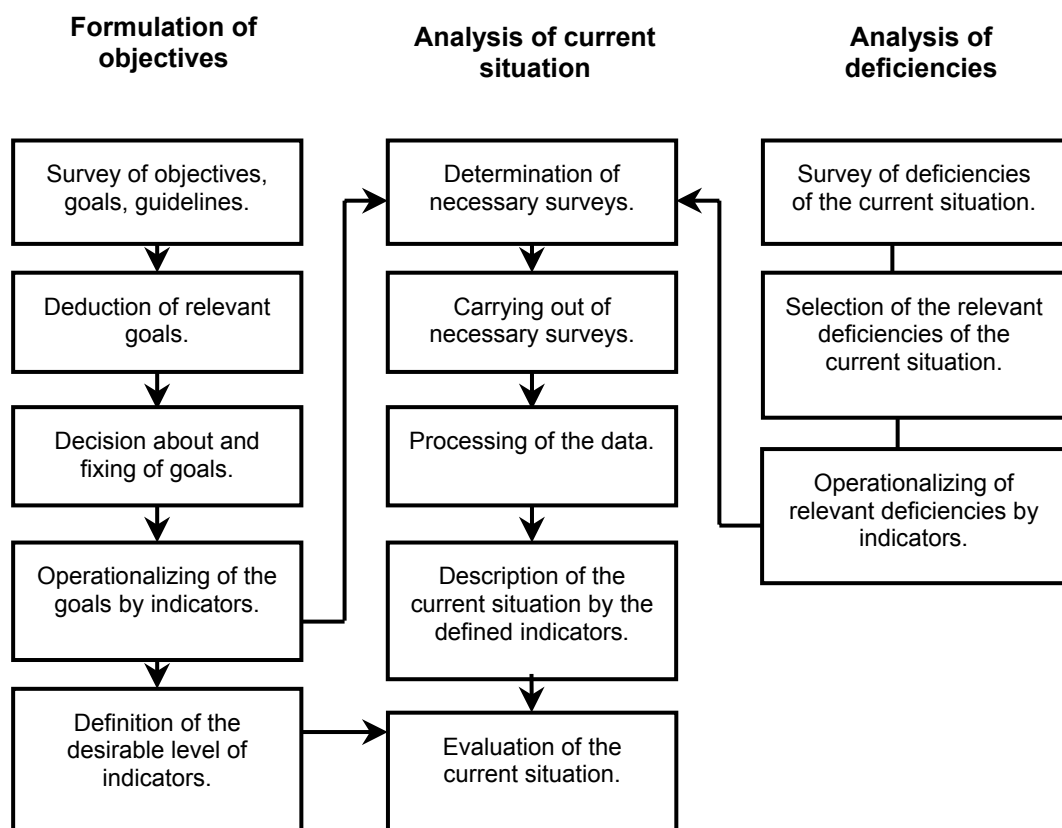 Formulation of
objectives
Analysis of current
situation
Analysis of
deficiencies
Survey of objectives,
goals, guidelines.
Deduction of relevant
goals.
Decision about and
fixing of goals.
Operationalizing of the
goals by indicators.
Definition of the
desirable level of
indicators.
Determination of
necessary surveys.
Carrying out of
necessary surveys.
Processing of the data.
Description of the
current situation by the
defined indicators.
Evaluation of the
current situation.
Survey of deficiencies
of the current situation.
Selection of the relevant
deficiencies of the
current situation.
Operationalizing of
relevant deficiencies by
indicators.